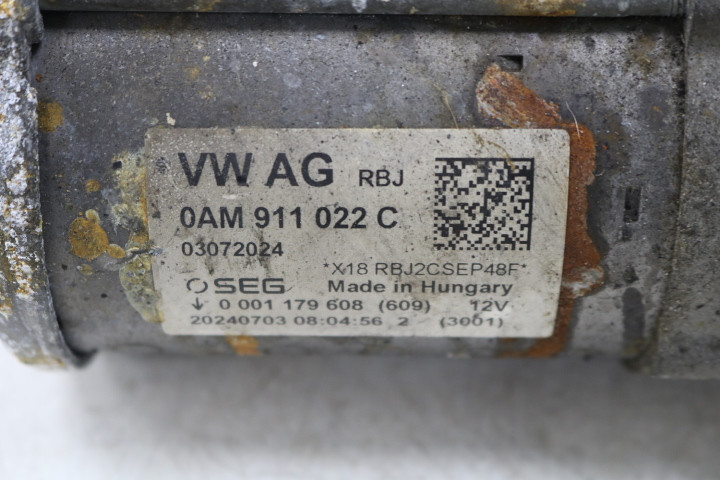 VW AG RBJ
0AM 911 022 C
03072024
*X18 RBJ2CSEP48F*
SEG Made in Hungary
↓ 0 001 179 608 (609) 12V
20240703 08:04:56 2 (3001)